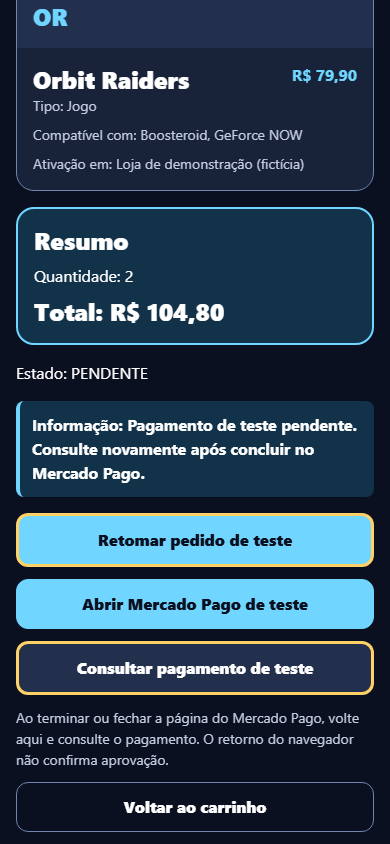 OR
Orbit Raiders
R$ 79,90
Tipo: Jogo
Compatível com: Boosteroid, GeForce NOW
Ativação em: Loja de demonstração (fictícia)
Resumo
Quantidade: 2
Total: R$ 104,80
Estado: PENDENTE
Informação: Pagamento de teste pendente.
Consulte novamente após concluir no
Mercado Pago.
Retomar pedido de teste
Abrir Mercado Pago de teste
Consultar pagamento de teste
Ao terminar ou fechar a página do Mercado Pago, volte
aqui e consulte o pagamento. O retorno do navegador
não confirma aprovação.
Voltar ao carrinho